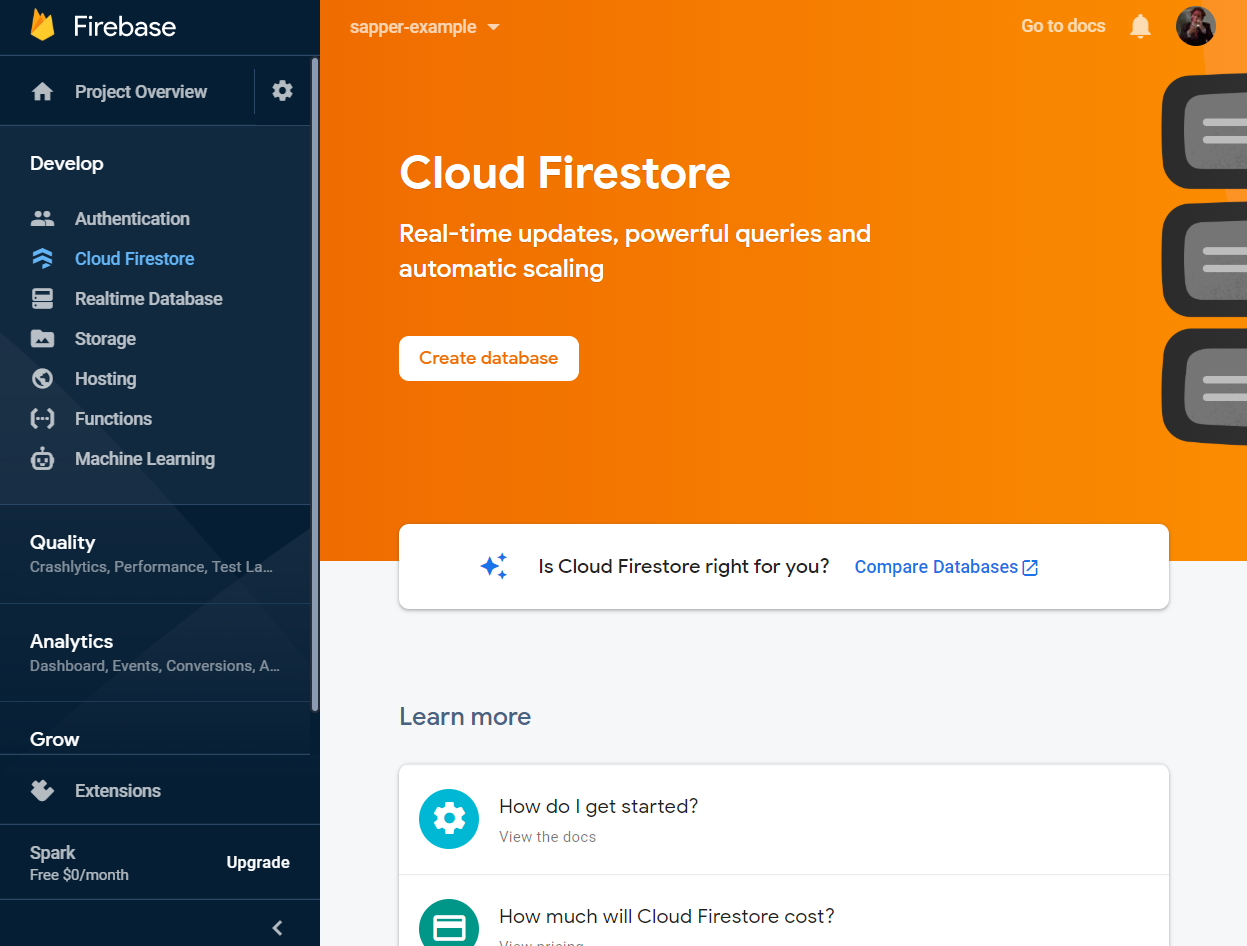 Firebase
sapper-example
Go to docs
Project Overview
Develop
Authentication
Cloud Firestore
Realtime Database
Storage
Hosting
Functions
Machine Learning
Quality
Crashlytics, Performance, Test La...
Analytics
Dashboard, Events, Conversions, A...
Grow
Extensions
Spark
Free $0/month
Upgrade
Cloud Firestore
Real-time updates, powerful queries and
automatic scaling
Create database
Is Cloud Firestore right for you?
Compare Databases
Learn more
How do I get started?
View the docs
How much will Cloud Firestore cost?
View pricing